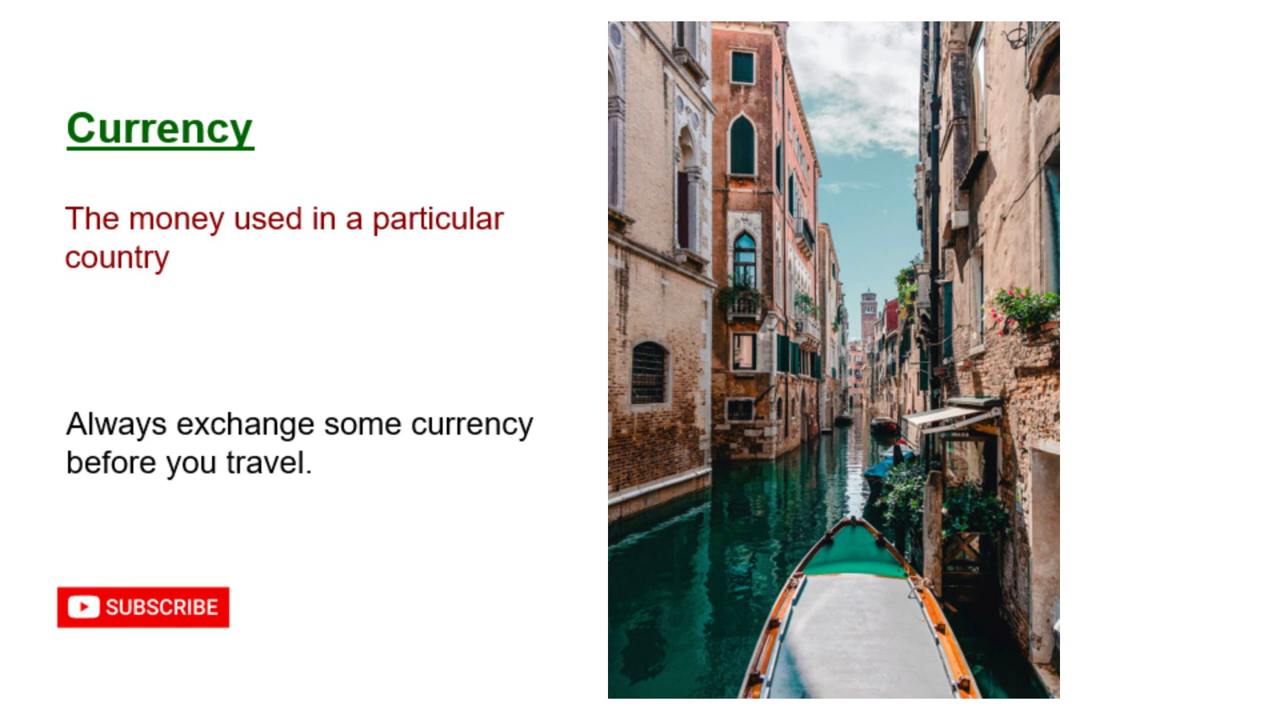 Currency
The money used in a particular
country
Always exchange some currency
before you travel.
SUBSCRIBE